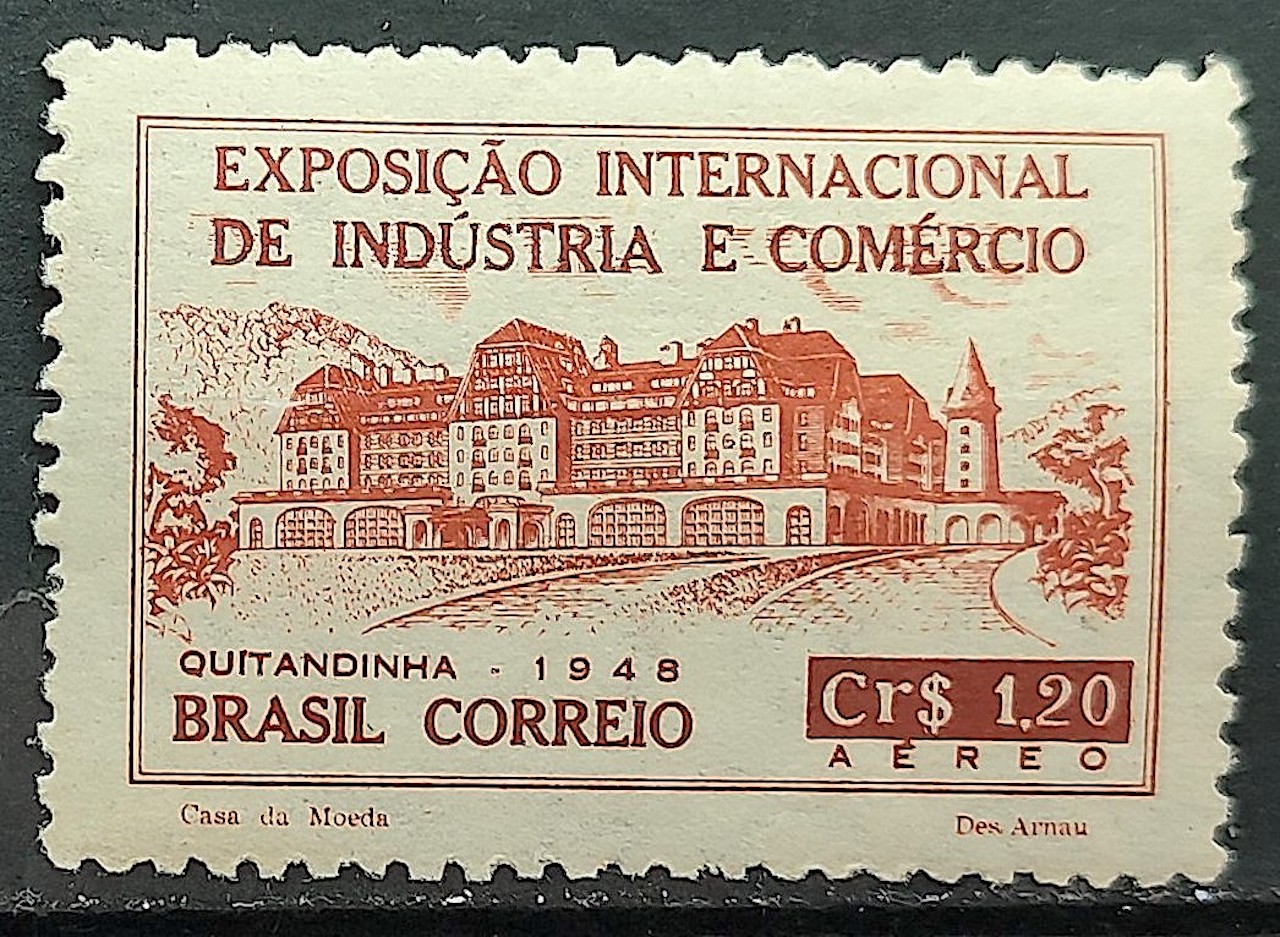 EXPOSIÇÃO INTERNACIONAL
DE INDÚSTRIA E COMÉRCIO
QUITANDINHA - 1948
BRASIL CORREIO
Cr$ 1,20
AÉREO
Casa da Moeda
Des. Arnau